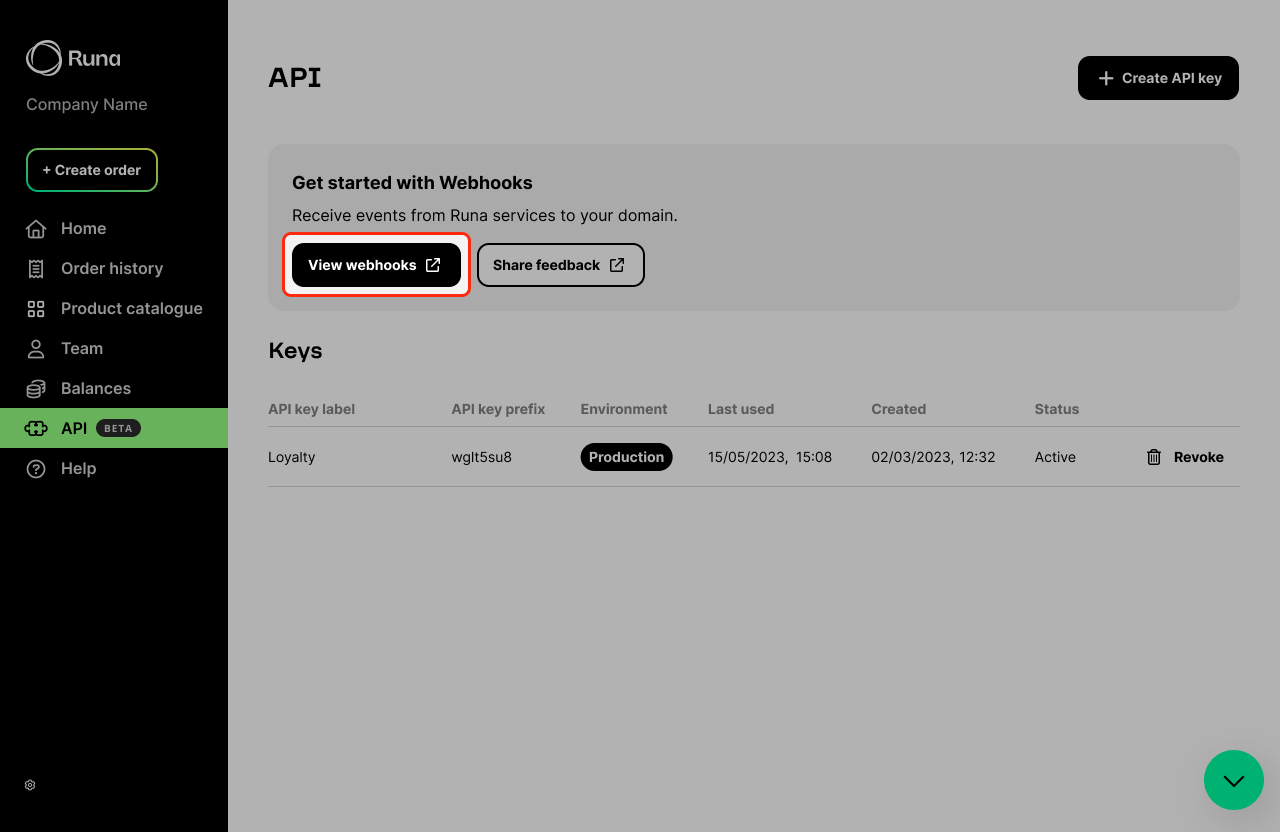 Runa
Company Name
+ Create order
Home
Order history
Product catalogue
Team
Balances
API BETA
Help
API
Create API key
Get started with Webhooks
Receive events from Runa services to your domain.
View webhooks
Share feedback
Keys
API key label API key prefix Environment Last used Created Status
Loyalty wglt5su8 Production 15/05/2023, 15:08 02/03/2023, 12:32 Active Revoke